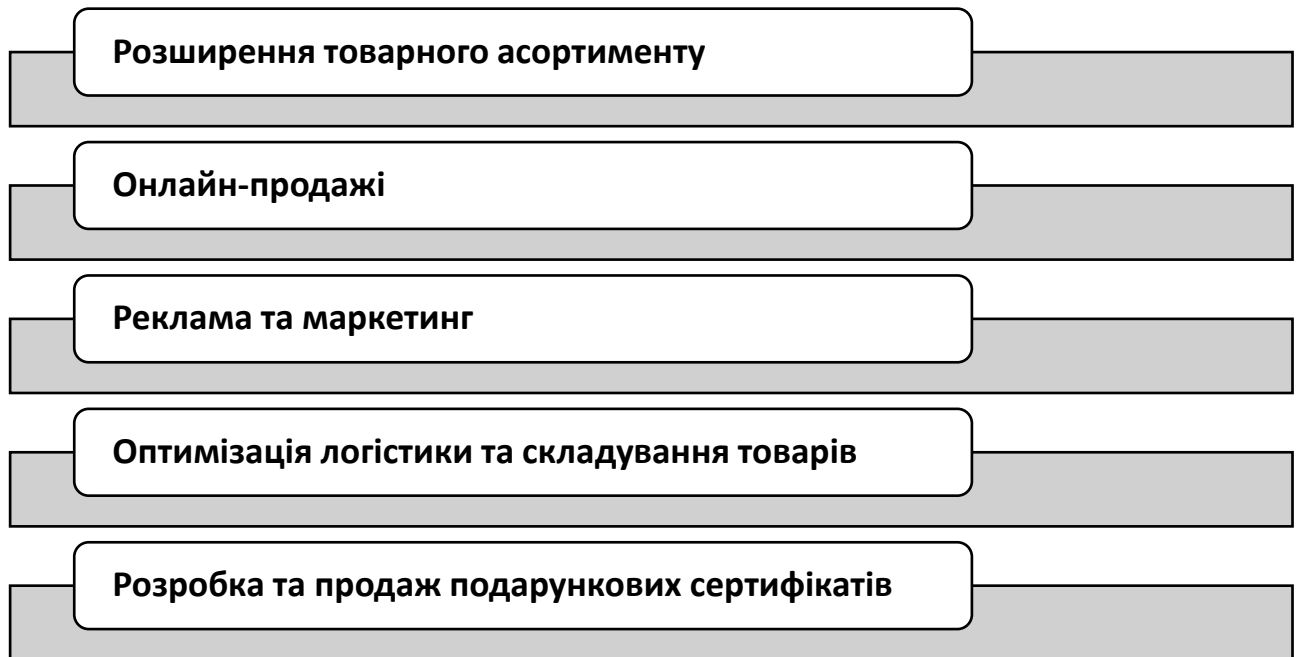 Розширення товарного асортименту
Онлайн-продажі
Реклама та маркетинг
Оптимізація логістики та складування товарів
Розробка та продаж подарункових сертифікатів